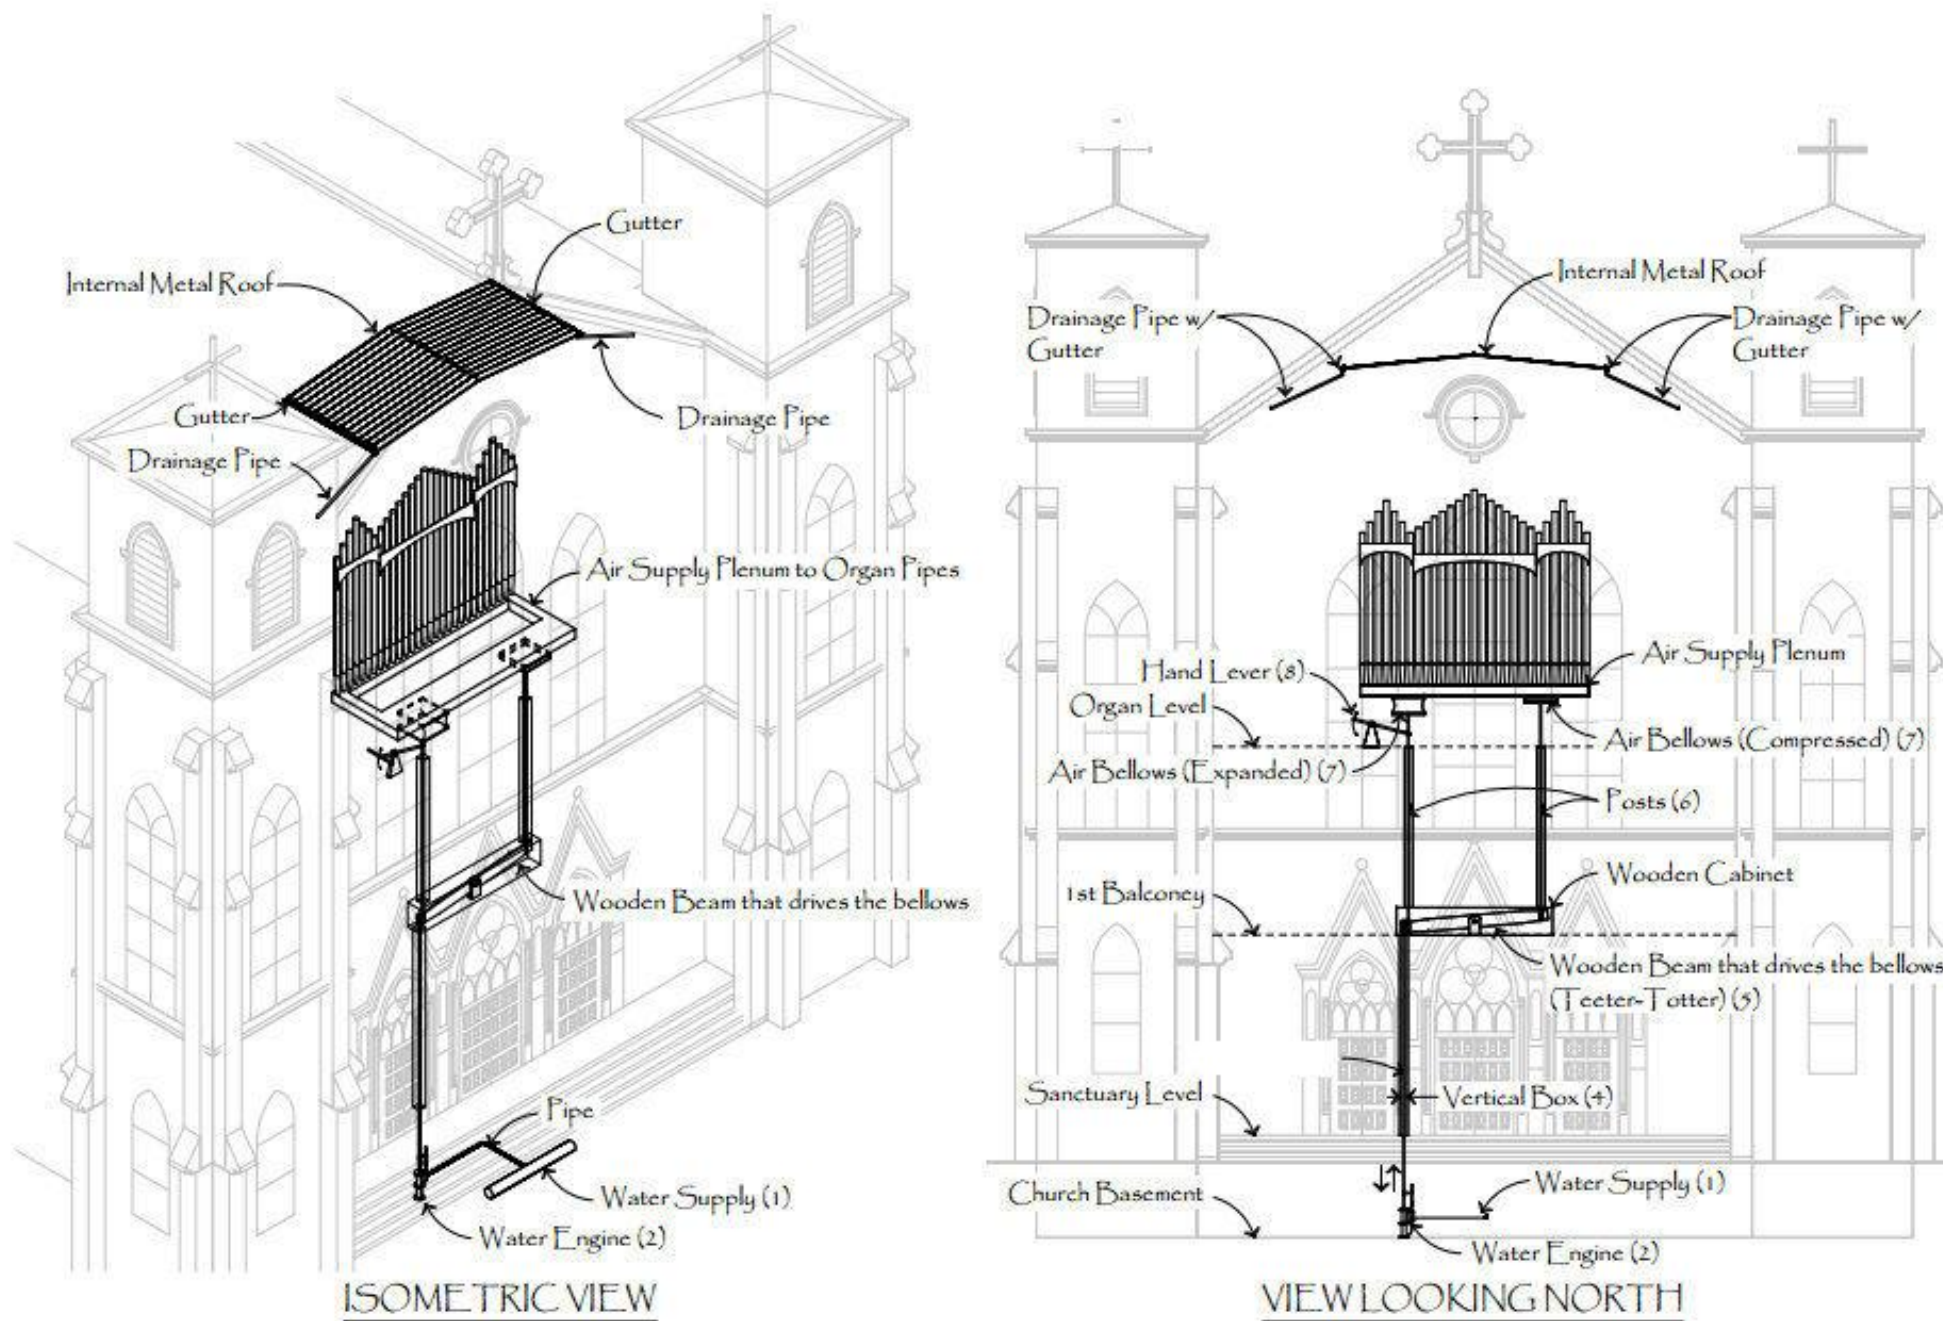 Gutter
Internal Metal Roof
Gutter
Drainage Pipe
Drainage Pipe
Air Supply Plenum to Organ Pipes
Wooden Beam that drives the bellows
Pipe
Water Supply (1)
Water Engine (2)
ISOMETRIC VIEW
Internal Metal Roof
Drainage Pipe w/
Gutter
Drainage Pipe w/
Gutter
Hand Lever (8)
Air Supply Plenum
Organ Level
Air Bellows (Compressed) (7)
Air Bellows (Expanded) (7)
Posts (6)
Wooden Cabinet
1st Balconey
Wooden Beam that drives the bellows
(Teeter-Totter) (5)
Sanctuary Level
Vertical Box (4)
Church Basement
Water Supply (1)
Water Engine (2)
VIEW LOOKING NORTH